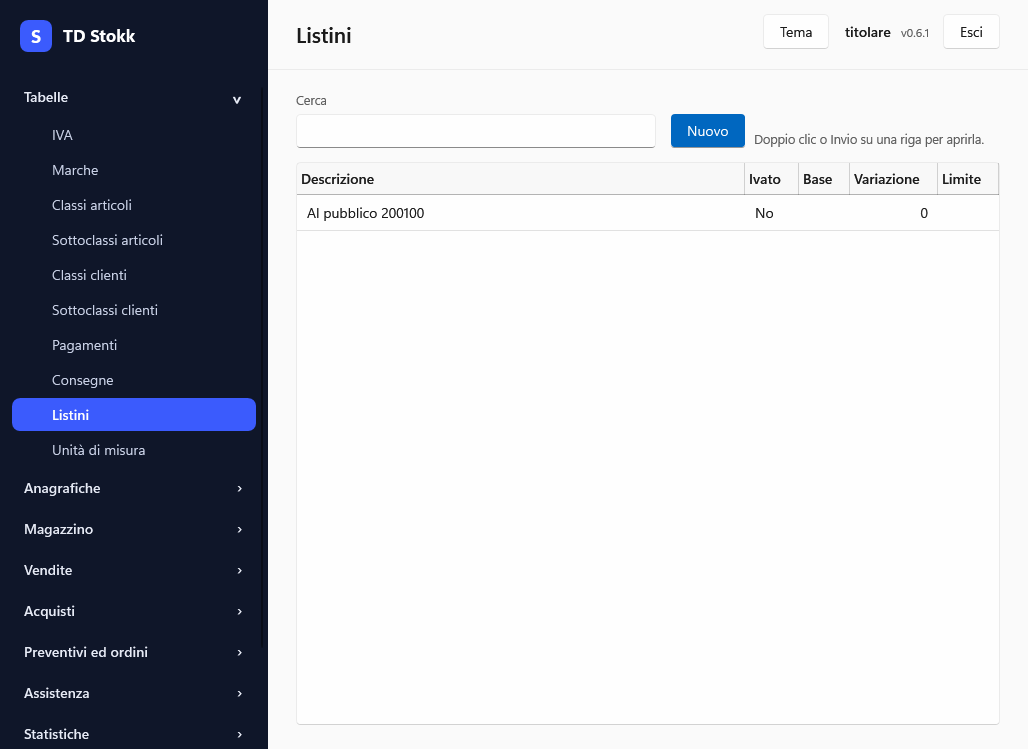 S TD Stokk
Listini
Tema
titolare v0.6.1
Esci
Tabelle
IVA
Marche
Classi articoli
Sottoclassi articoli
Classi clienti
Sottoclassi clienti
Pagamenti
Consegne
Listini
Unità di misura
Anagrafiche
Magazzino
Vendite
Acquisti
Preventivi ed ordini
Assistenza
Statistiche
Cerca
Nuovo
Doppio clic o Invio su una riga per aprirla.
Descrizione Ivato Base Variazione Limite
Al pubblico 200100 No 0